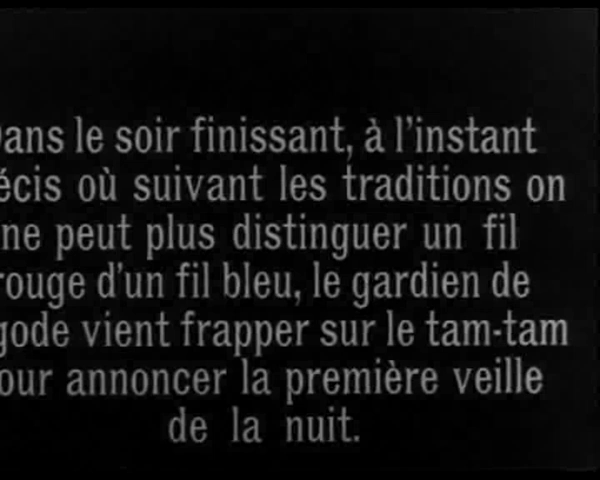 Dans le soir finissant, à l'instant
écis où suivant les traditions on
ne peut plus distinguer un fil
rouge d'un fil bleu, le gardien de
gode vient frapper sur le tam-tam
our annoncer la première veille
de la nuit.